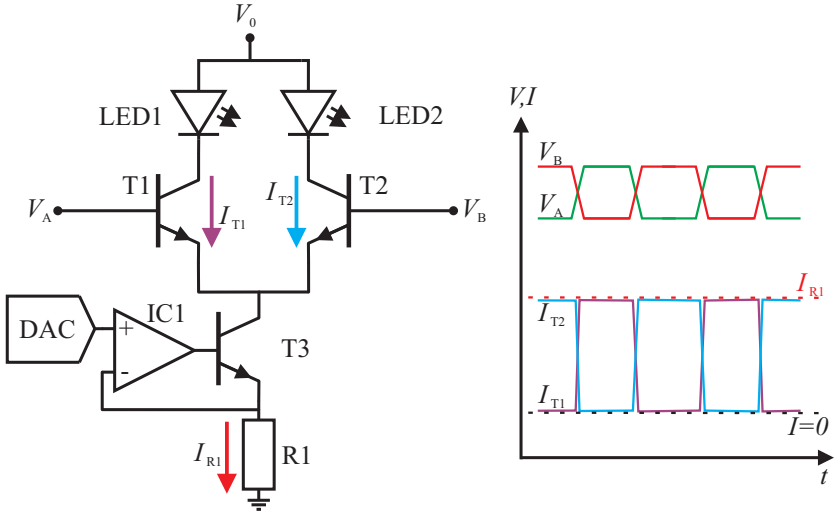 V0
LED1
LED2
T1
T2
VA
IT1
IT2
VB
DAC
+
-
IC1
T3
IR1
R1
V,I
VB
VA
IR1
IT2
IT1
I=0
t